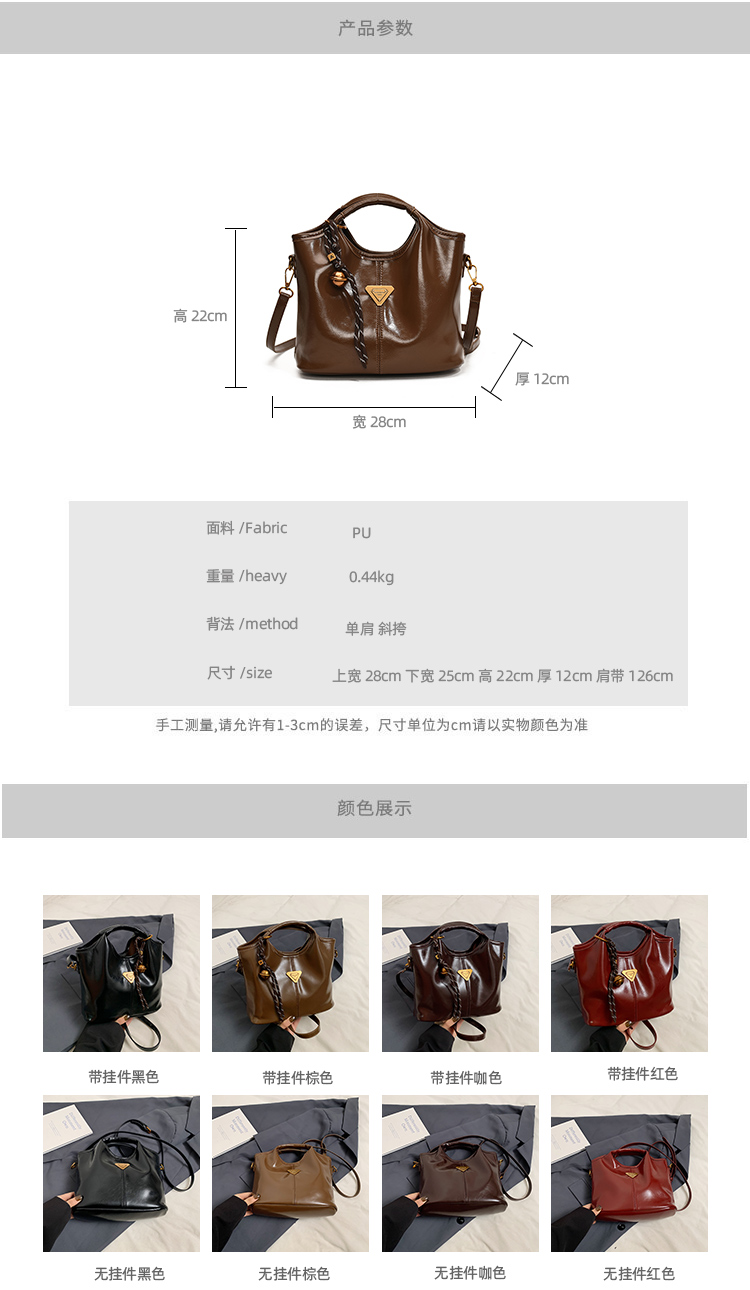 产品参数
高 22cm
厚 12cm
宽 28cm
面料 /Fabric PU
重量 /heavy 0.44kg
背法 /method 单肩 斜挎
尺寸 /size 上宽 28cm 下宽 25cm 高 22cm 厚 12cm 肩带 126cm
手工测量,请允许有1-3cm的误差，尺寸单位为cm请以实物颜色为准
颜色展示
带挂件黑色 带挂件棕色 带挂件咖色 带挂件红色
无挂件黑色 无挂件棕色 无挂件咖色 无挂件红色